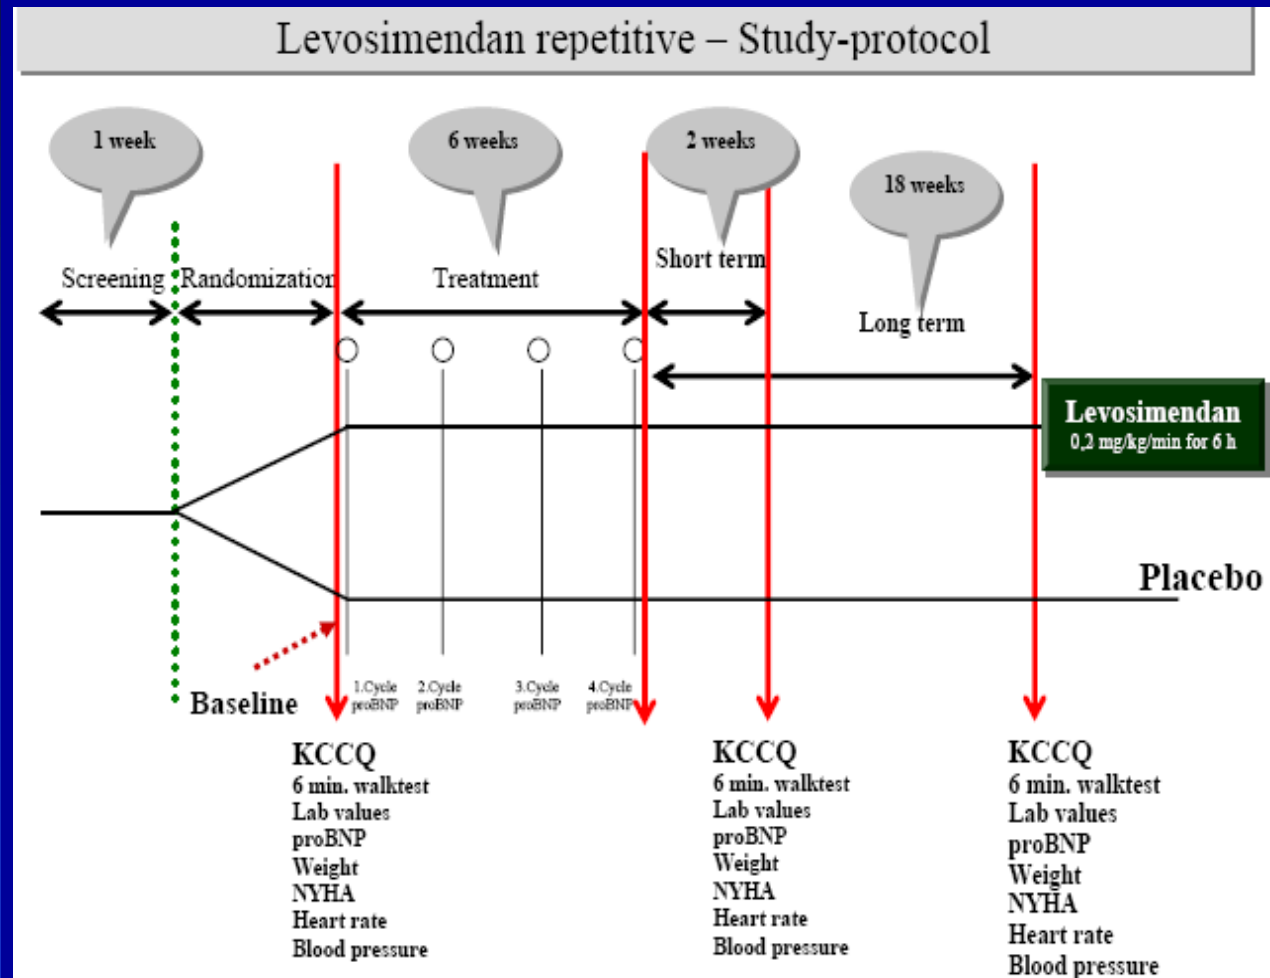 Levosimendan repetitive – Study-protocol
1 week
6 weeks
2 weeks
18 weeks
Screening
Randomization
Treatment
Short term
Long term
Levosimendan
0,2 mg/kg/min for 6 h
Placebo
Baseline
1.Cycle
proBNP
2.Cycle
proBNP
3.Cycle
proBNP
4.Cycle
proBNP
KCCQ
6 min. walktest
Lab values
proBNP
Weight
NYHA
Heart rate
Blood pressure
KCCQ
6 min. walktest
Lab values
proBNP
Weight
NYHA
Heart rate
Blood pressure
KCCQ
6 min. walktest
Lab values
proBNP
Weight
NYHA
Heart rate
Blood pressure